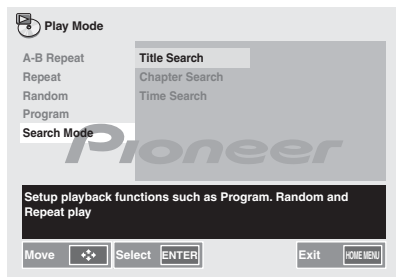 Play Mode
A-B Repeat
Repeat
Random
Program
Search Mode
Title Search
Chapter Search
Time Search
Pioneer
Setup playback functions such as Program. Random and
Repeat play
Move
Select ENTER
Exit HOME MENU